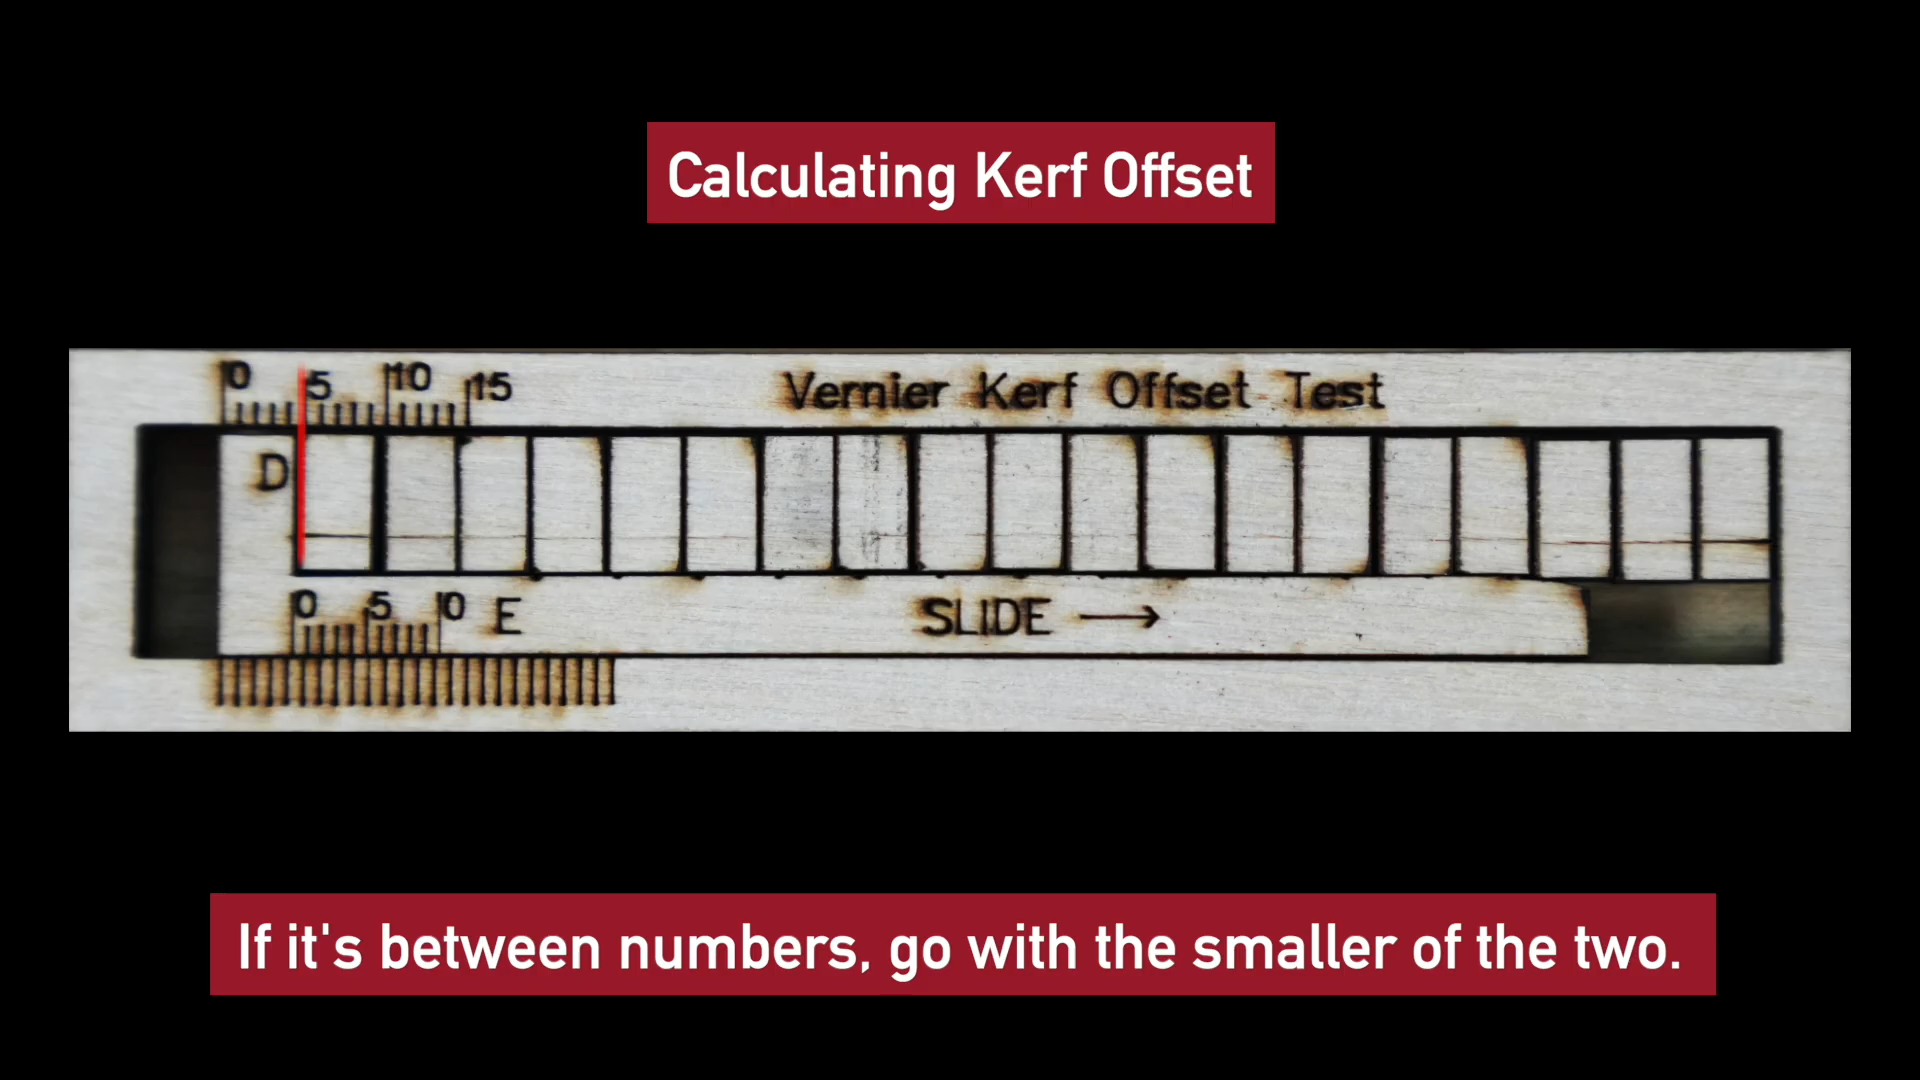 Calculating Kerf Offset
0 5 10 15
Vernier Kerf Offset Test
D
0 5 10 E
SLIDE →
If it's between numbers, go with the smaller of the two.